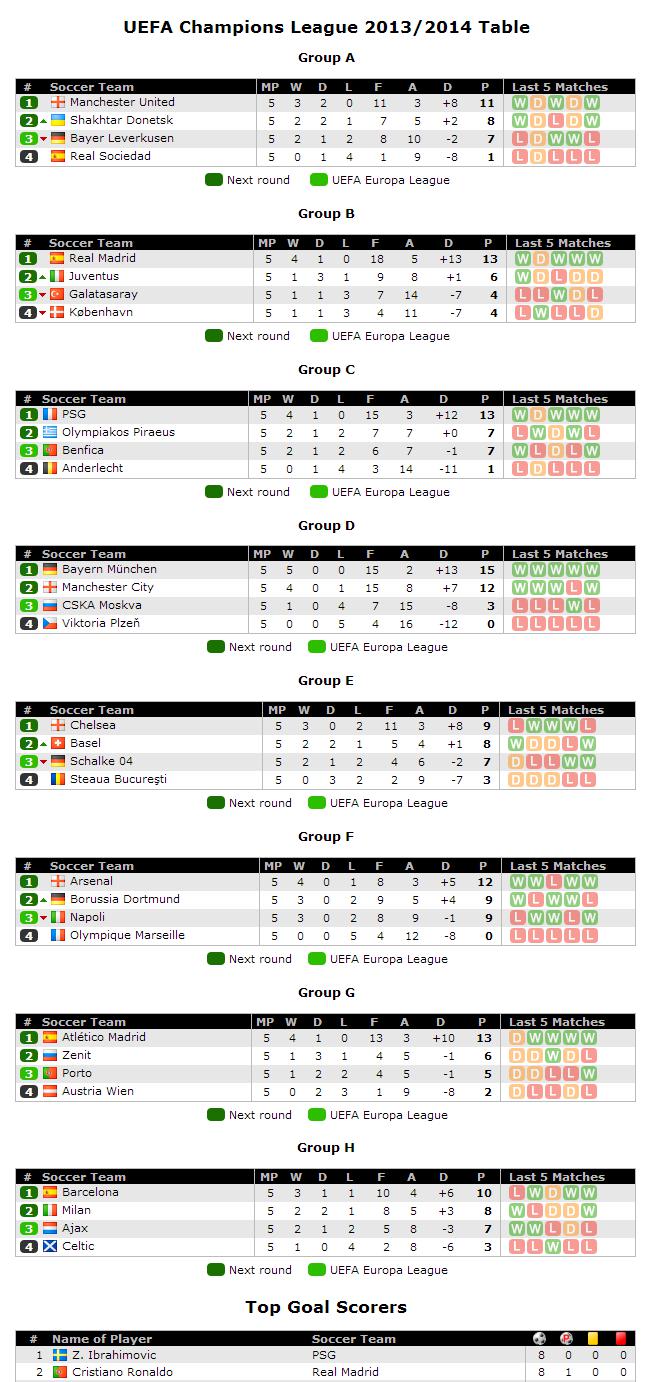 UEFA Champions League 2013/2014 Table
Group A
# Soccer Team MP W D L F A D P Last 5 Matches
1 Manchester United 5 3 2 0 11 3 +8 11 W D W D W
2 Shakhtar Donetsk 5 2 2 1 7 5 +2 8 W D L D W
3 Bayer Leverkusen 5 2 1 2 8 10 -2 7 L D W W L
4 Real Sociedad 5 0 1 4 1 9 -8 1 L D L L L
Next round UEFA Europa League
Group B
# Soccer Team MP W D L F A D P Last 5 Matches
1 Real Madrid 5 4 1 0 18 5 +13 13 W D W W W
2 Juventus 5 1 3 1 9 8 +1 6 W D L D D
3 Galatasaray 5 1 1 3 7 14 -7 4 L L W D L
4 København 5 1 1 3 4 11 -7 4 L W L L D
Next round UEFA Europa League
Group C
# Soccer Team MP W D L F A D P Last 5 Matches
1 PSG 5 4 1 0 15 3 +12 13 W D W W W
2 Olympiakos Piraeus 5 2 1 2 7 7 +0 7 L W D W L
3 Benfica 5 2 1 2 6 7 -1 7 W L D L W
4 Anderlecht 5 0 1 4 3 14 -11 1 L D L L L
Next round UEFA Europa League
Group D
# Soccer Team MP W D L F A D P Last 5 Matches
1 Bayern München 5 5 0 0 15 2 +13 15 W W W W W
2 Manchester City 5 4 0 1 15 8 +7 12 W W W L W
3 CSKA Moskva 5 1 0 4 7 15 -8 3 L L L W L
4 Viktoria Plzeň 5 0 0 5 4 16 -12 0 L L L L L
Next round UEFA Europa League
Group E
# Soccer Team MP W D L F A D P Last 5 Matches
1 Chelsea 5 3 0 2 11 3 +8 9 L W W W L
2 Basel 5 2 2 1 5 4 +1 8 W D D L W
3 Schalke 04 5 2 1 2 4 6 -2 7 D L L W W
4 Steaua Bucureşti 5 0 3 2 2 9 -7 3 D D D L L
Next round UEFA Europa League
Group F
# Soccer Team MP W D L F A D P Last 5 Matches
1 Arsenal 5 4 0 1 8 3 +5 12 W W L W W
2 Borussia Dortmund 5 3 0 2 9 5 +4 9 W L W W L
3 Napoli 5 3 0 2 8 9 -1 9 L W W L W
4 Olympique Marseille 5 0 0 5 4 12 -8 0 L L L L L
Next round UEFA Europa League
Group G
# Soccer Team MP W D L F A D P Last 5 Matches
1 Atlético Madrid 5 4 1 0 13 3 +10 13 D W W W W
2 Zenit 5 1 3 1 4 5 -1 6 D D W D L
3 Porto 5 1 2 2 4 5 -1 5 D D L L W
4 Austria Wien 5 0 2 3 1 9 -8 2 D L L D L
Next round UEFA Europa League
Group H
# Soccer Team MP W D L F A D P Last 5 Matches
1 Barcelona 5 3 1 1 10 4 +6 10 L W D W W
2 Milan 5 2 2 1 8 5 +3 8 W L D D W
3 Ajax 5 2 1 2 5 8 -3 7 W W L D L
4 Celtic 5 1 0 4 2 8 -6 3 L L W L L
Next round UEFA Europa League
Top Goal Scorers
# Name of Player Soccer Team P
1 Z. Ibrahimovic PSG 8 0 0 0
2 Cristiano Ronaldo Real Madrid 8 1 0 0